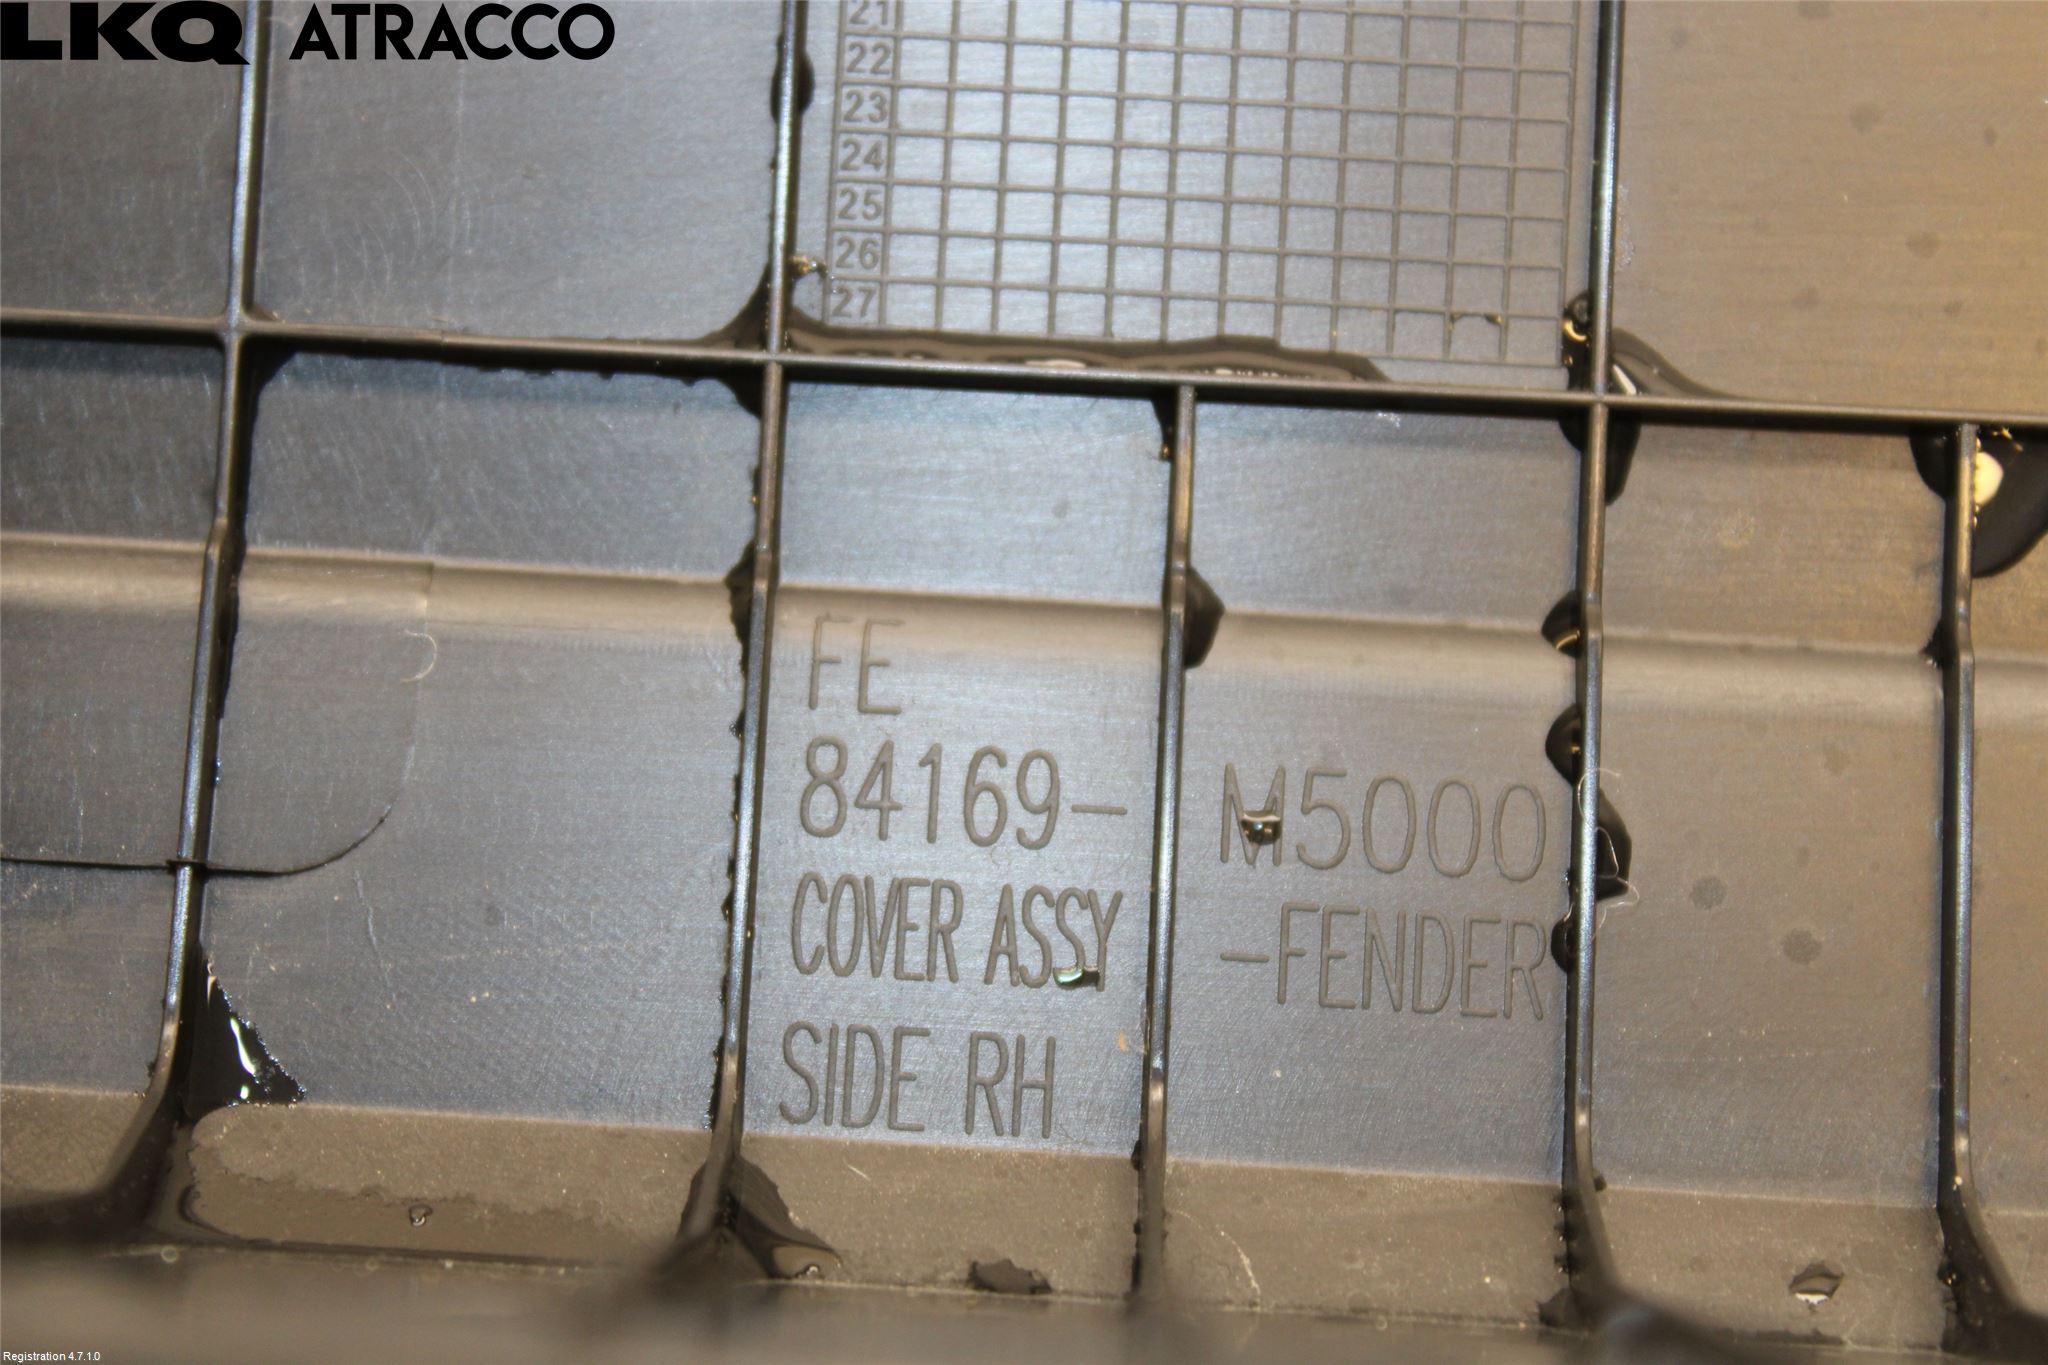 LKQ ATRACCO
21
22
23
24
25
26
27
FE
84169- M5000
COVER ASSY -FENDER
SIDE RH
Registration 4.7.1.0